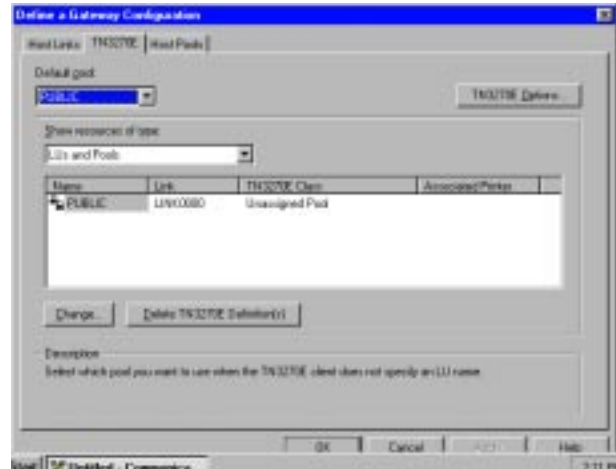 Define a Gateway Configuration
Host Links TN3270E Host Pools
Default pool:
PUBLIC
TN3270E Options...
Show resources of type:
LUs and Pools
Name Link TN3270E Class Associated Printer
PUBLIC LINK0000 Unassigned Pool
Change... Delete TN3270E Definition(s)
Description
Select which pool you want to use when the TN3270E client does not specify an LU name.
OK Cancel Help
Start Untitled - Communica...